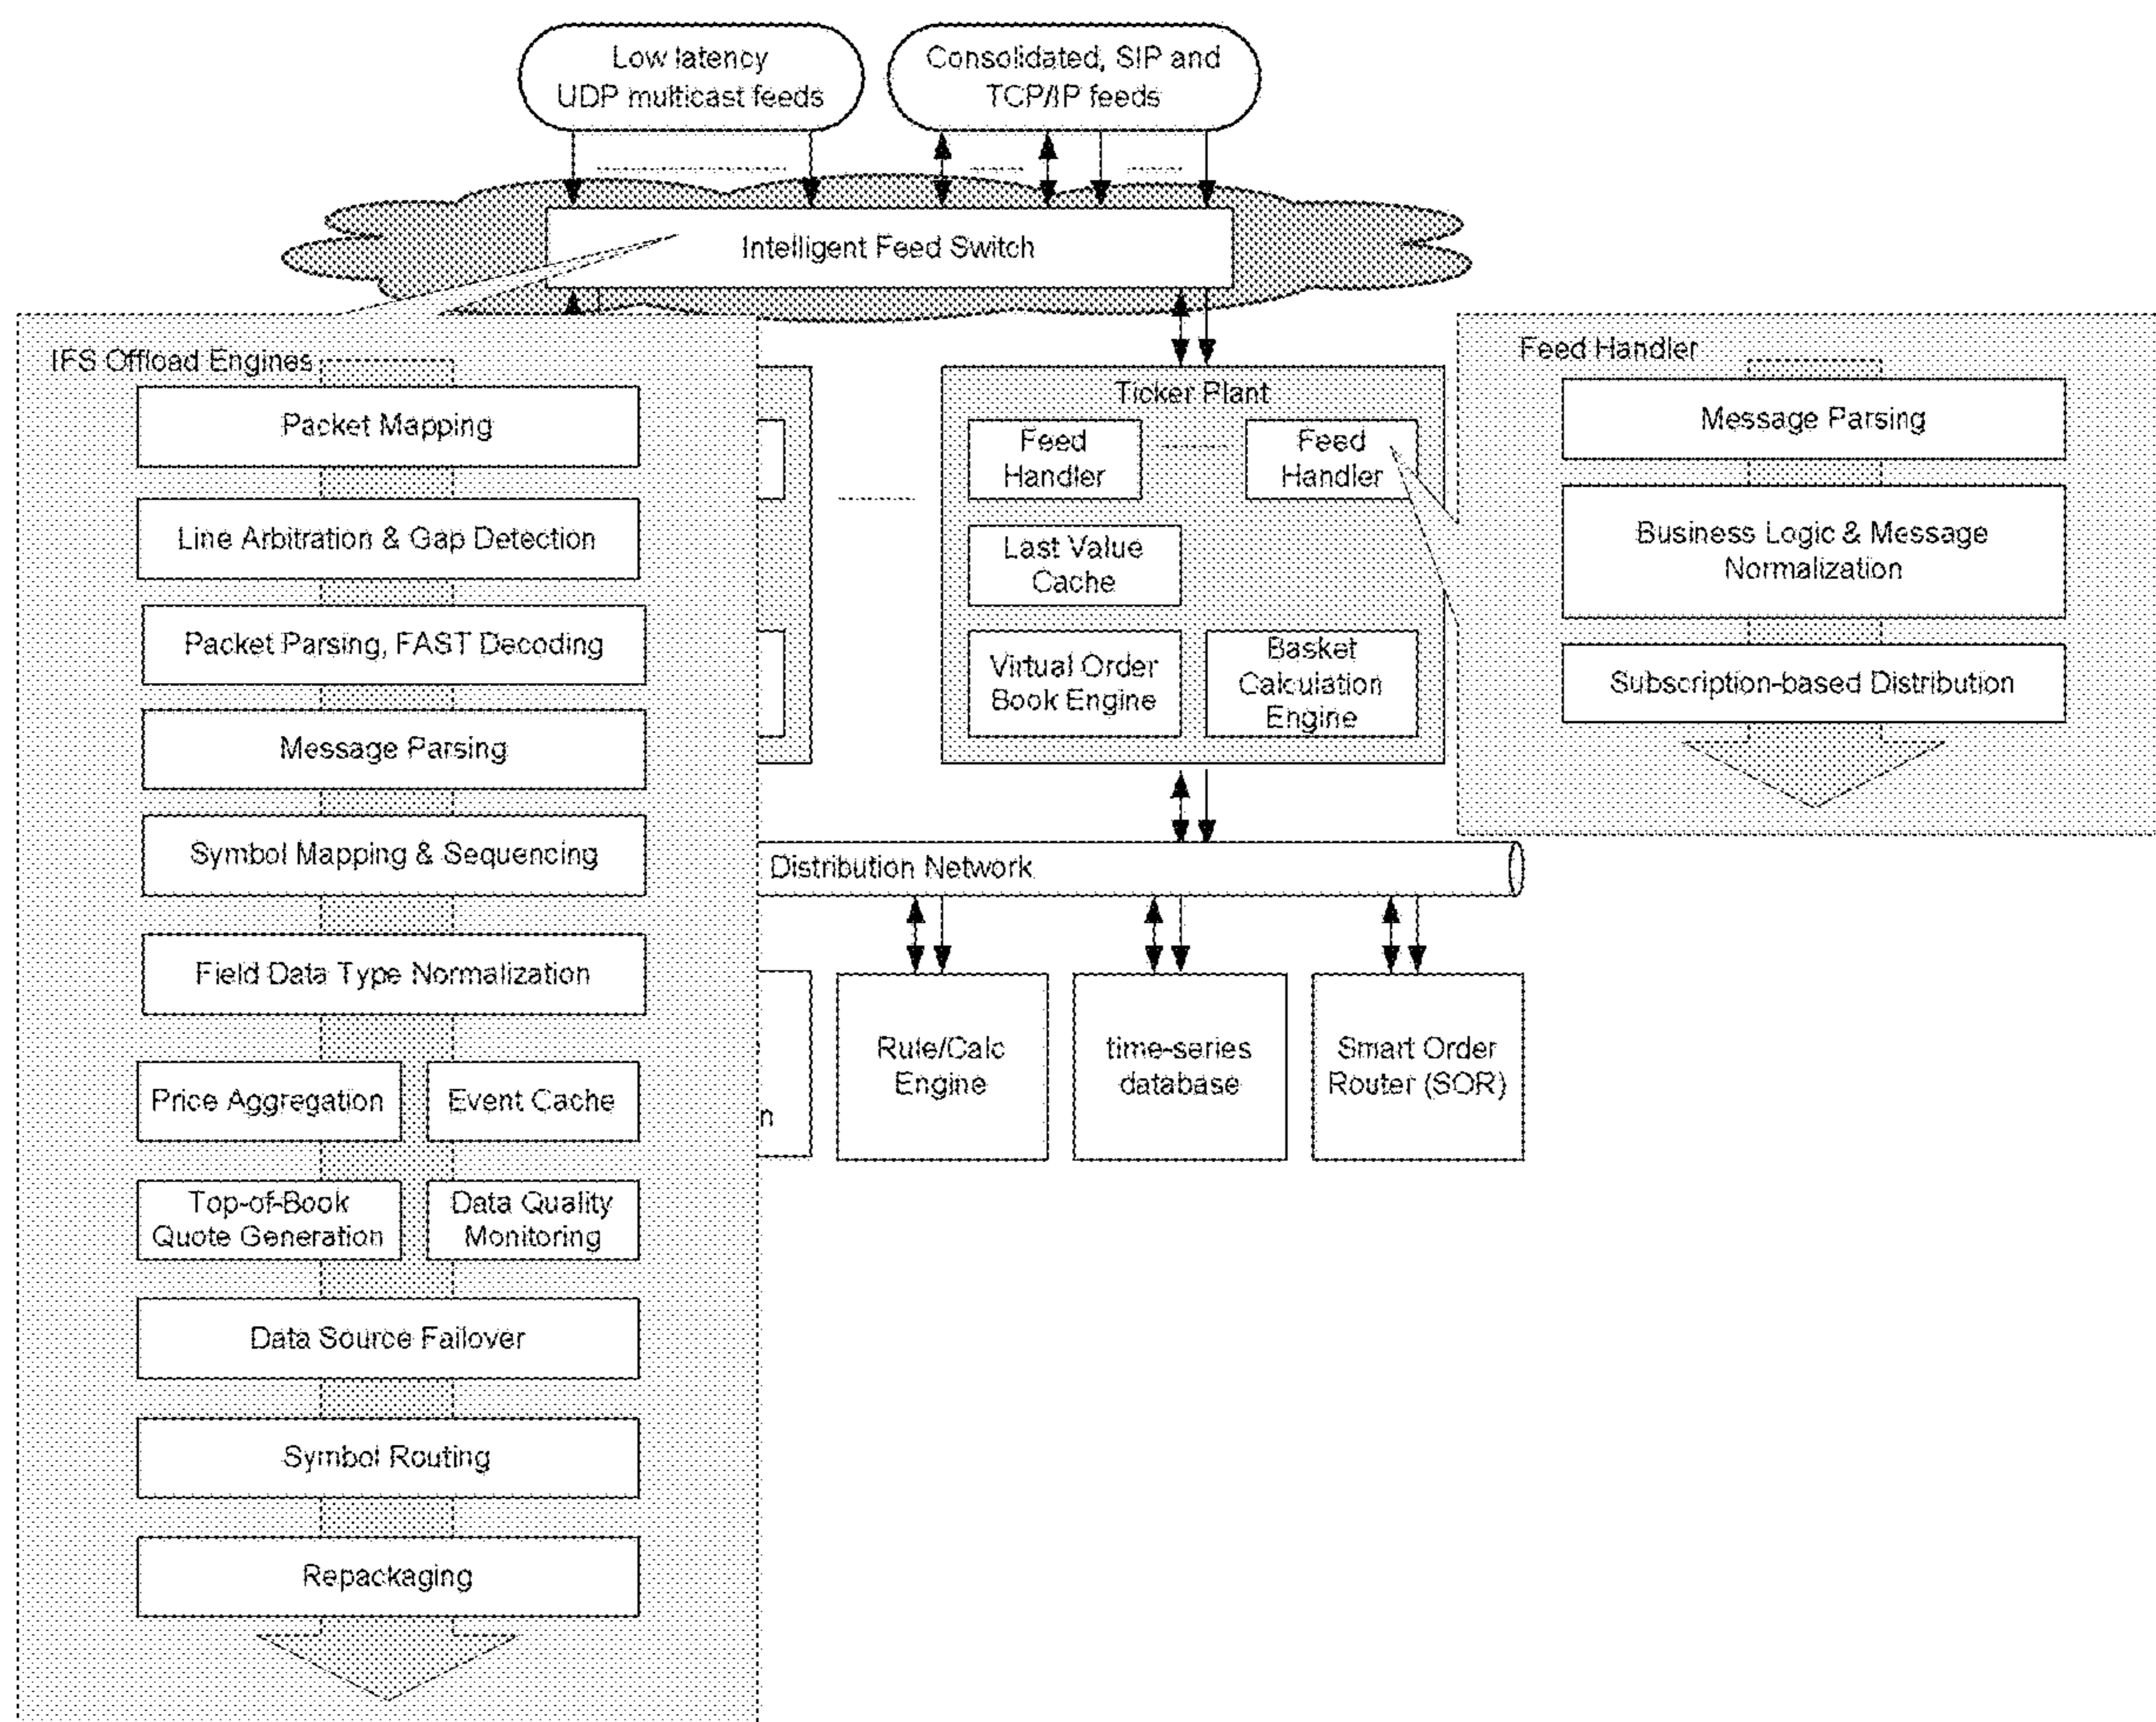 Low latency
UDP multicast feeds
Consolidated, SIP and
TCP/IP feeds
Intelligent Feed Switch
IFS Offload Engines
Packet Mapping
Line Arbitration & Gap Detection
Packet Parsing, FAST Decoding
Message Parsing
Symbol Mapping & Sequencing
Field Data Type Normalization
Price Aggregation
Event Cache
Top-of-Book
Quote Generation
Data Quality
Monitoring
Data Source Failover
Symbol Routing
Repackaging
Ticker Plant
Feed
Handler
Feed
Handler
Last Value
Cache
Virtual Order
Book Engine
Basket
Calculation
Engine
Feed Handler
Message Parsing
Business Logic & Message
Normalization
Subscription-based Distribution
Distribution Network
n
Rule/Calc
Engine
time-series
database
Smart Order
Router (SOR)